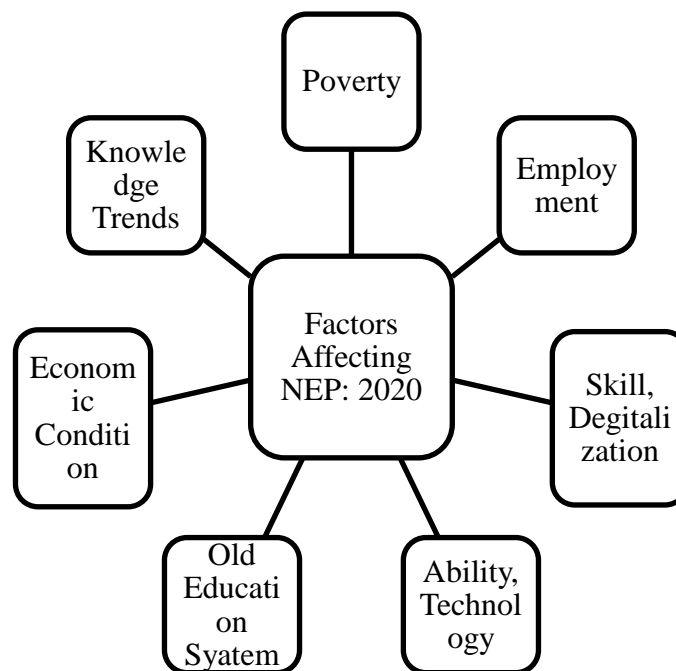 Poverty
Employ
ment
Skill,
Degitali
zation
Ability,
Technol
ogy
Old
Educati
on
Syatem
Econom
ic
Conditi
on
Knowle
dge
Trends
Factors
Affecting
NEP: 2020